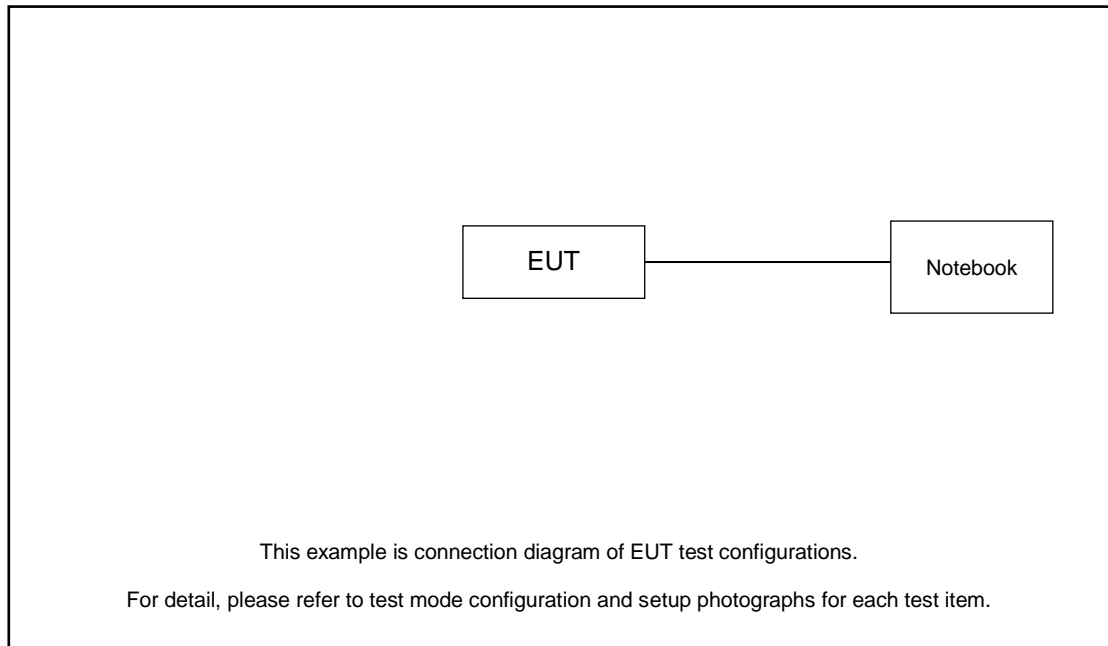 EUT
Notebook
This example is connection diagram of EUT test configurations.
For detail, please refer to test mode configuration and setup photographs for each test item.